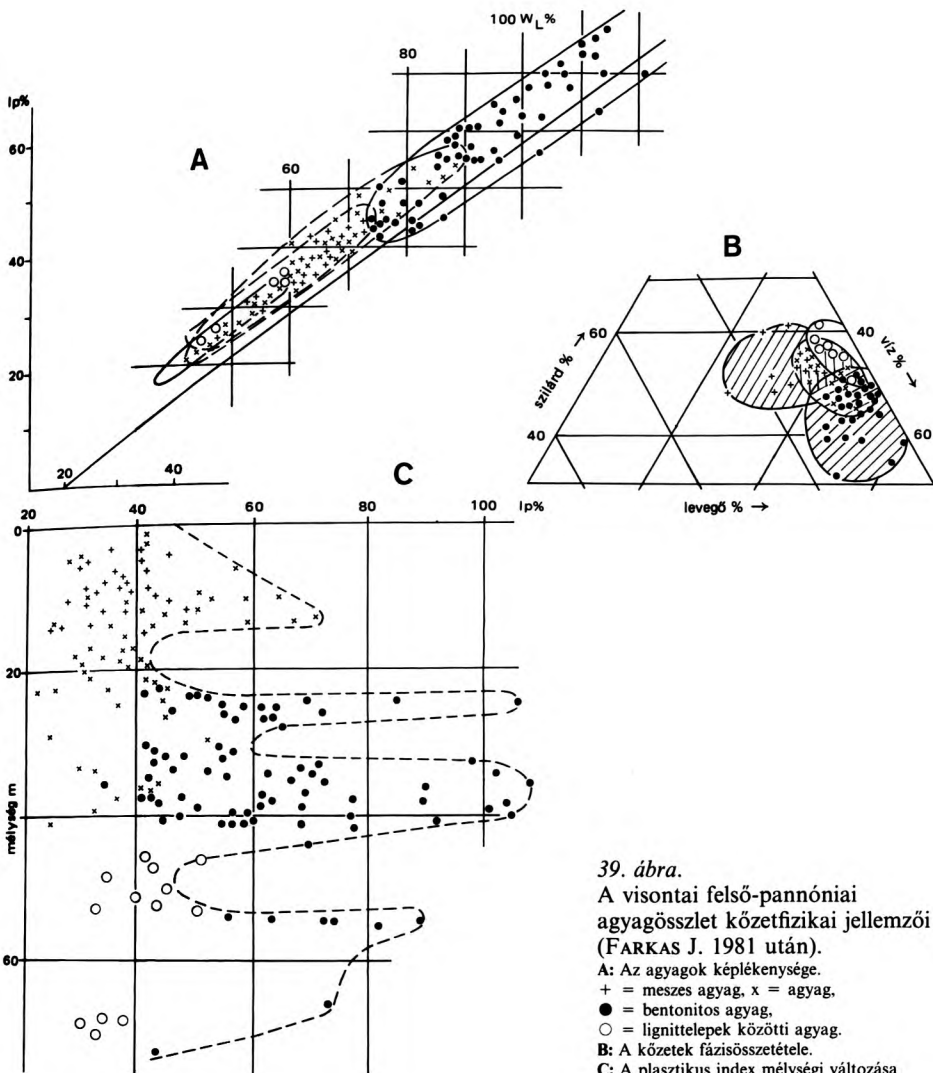 100 WL%
80
Ip%
60
A
60
40
20
20
40
B
szilárd % →
60
40
víz % →
40
60
levegő % →
C
20
40
60
80
100
Ip%
0
20
40
60
mélység m
39. ábra.
A visontai felső-pannóniai
agyagösszlet kőzetfizikai jellemzői
(FARKAS J. 1981 után).
A: Az agyagok képlékenysége.
+ = meszes agyag, x = agyag,
● = bentonitos agyag,
○ = lignittelepek közötti agyag.
B: A kőzetek fázisösszetétele.
C: A plasztikus index mélységi változása